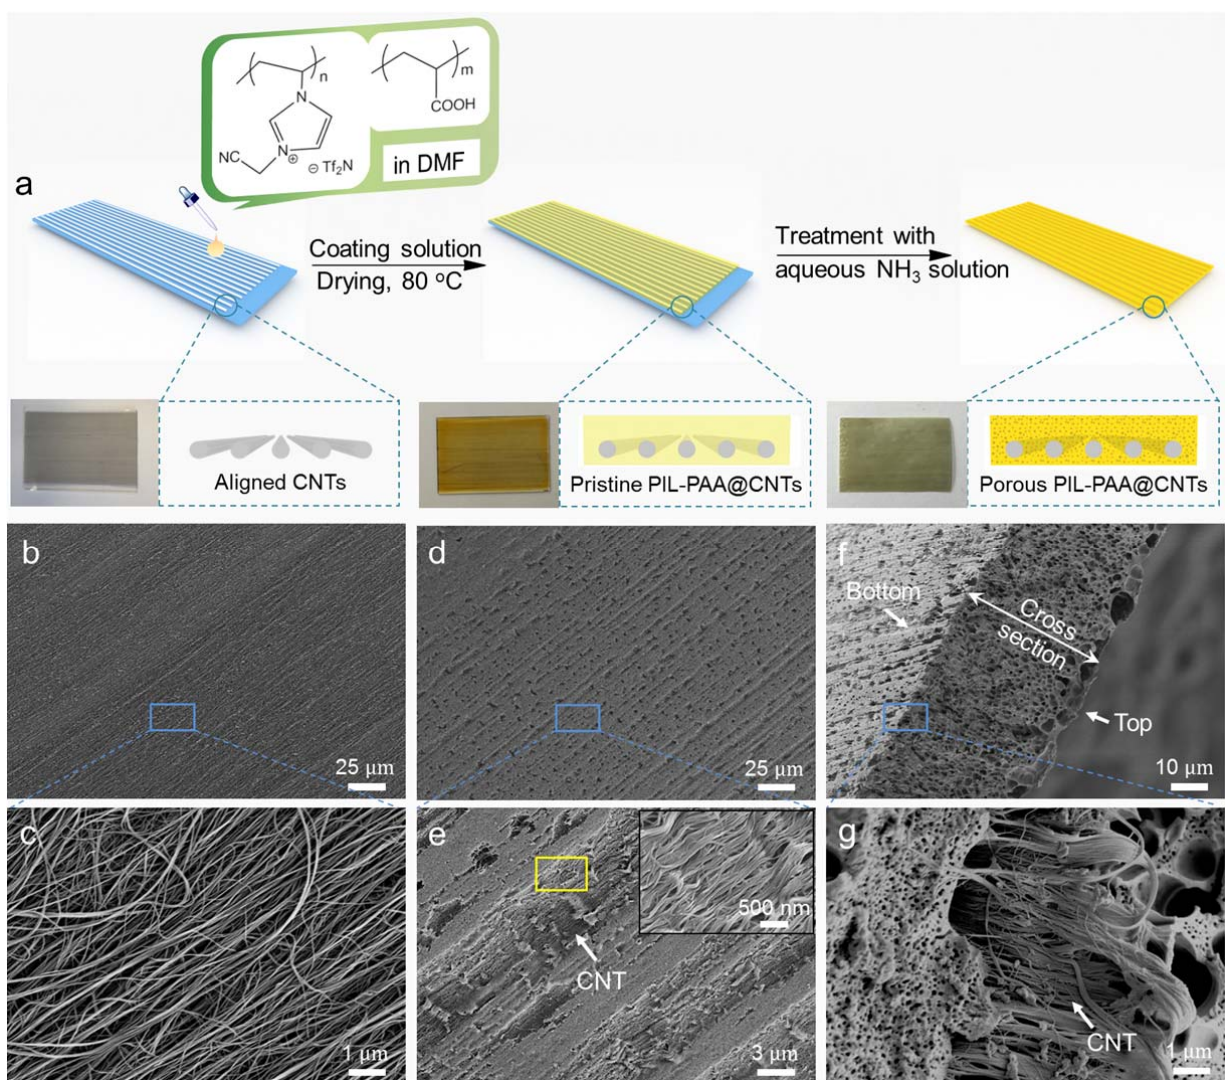 n
m
N
COOH
NC
N
⊕
⊖ Tf₂N
in DMF
a
Coating solution
Drying, 80 °C
Treatment with
aqueous NH₃ solution
Aligned CNTs
Pristine PIL-PAA@CNTs
Porous PIL-PAA@CNTs
b
25 μm
d
25 μm
f
Bottom
Cross
section
Top
10 μm
c
1 μm
e
500 nm
CNT
3 μm
g
CNT
1 μm